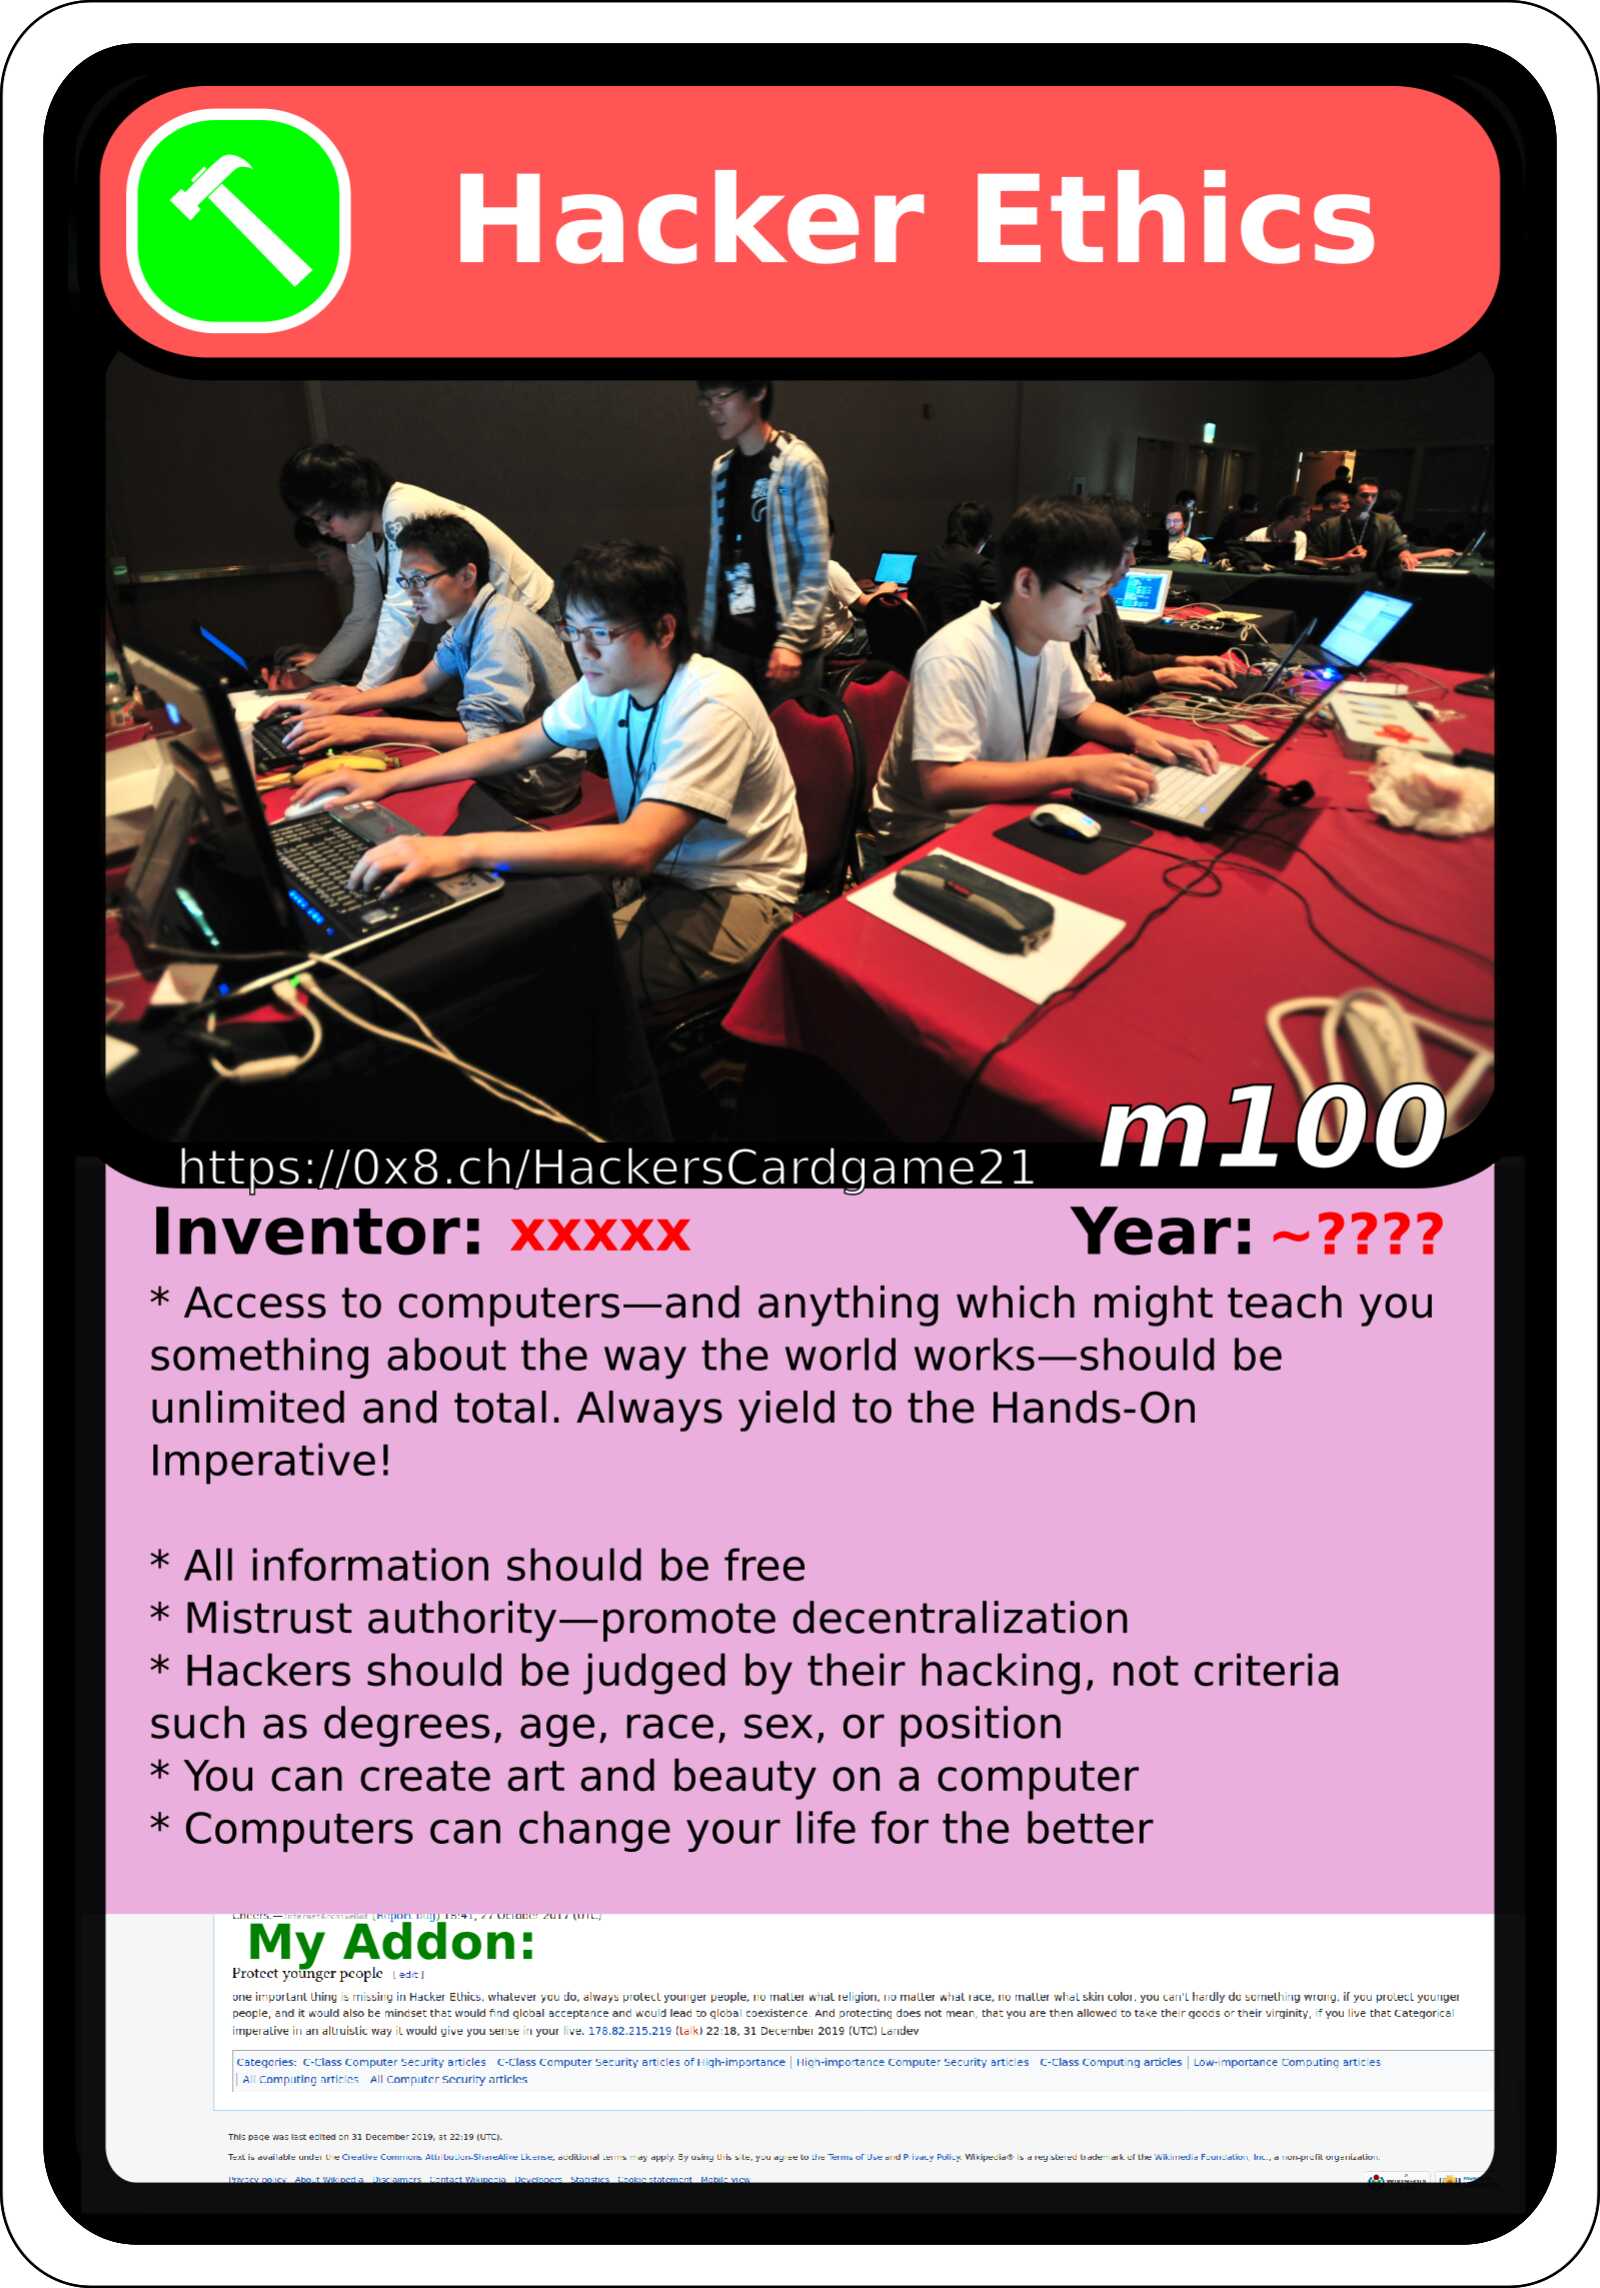 Hacker Ethics
m100
https://0x8.ch/HackersCardgame21
Inventor: xxxxx Year: ~????
* Access to computers—and anything which might teach you
something about the way the world works—should be
unlimited and total. Always yield to the Hands-On
Imperative!
* All information should be free
* Mistrust authority—promote decentralization
* Hackers should be judged by their hacking, not criteria
such as degrees, age, race, sex, or position
* You can create art and beauty on a computer
* Computers can change your life for the better
My Addon:
Protect younger people [ edit ]
one important thing is missing in Hacker Ethics, whatever you do, always protect younger people, no matter what religion, no matter what race, no matter what skin color, you can't hardly do something wrong, if you protect younger
people, and it would also be mindset that would find global acceptance and would lead to global coexistence. And protecting does not mean, that you are then allowed to take their goods or their virginity, if you live that Categorical
imperative in an altruistic way it would give you sense in your live. 178.82.215.219 (talk) 22:18, 31 December 2019 (UTC) Landev
Categories: C-Class Computer Security articles C-Class Computer Security articles of High-importance | High-importance Computer Security articles C-Class Computing articles | Low-importance Computing articles
| All Computing articles All Computer Security articles
This page was last edited on 31 December 2019, at 22:19 (UTC).
Text is available under the Creative Commons Attribution-ShareAlike License; additional terms may apply. By using this site, you agree to the Terms of Use and Privacy Policy. Wikipedia® is a registered trademark of the Wikimedia Foundation, Inc., a non-profit organization.
Privacy policy About Wikipedia Disclaimers Contact Wikipedia Developers Statistics Cookie statement Mobile view